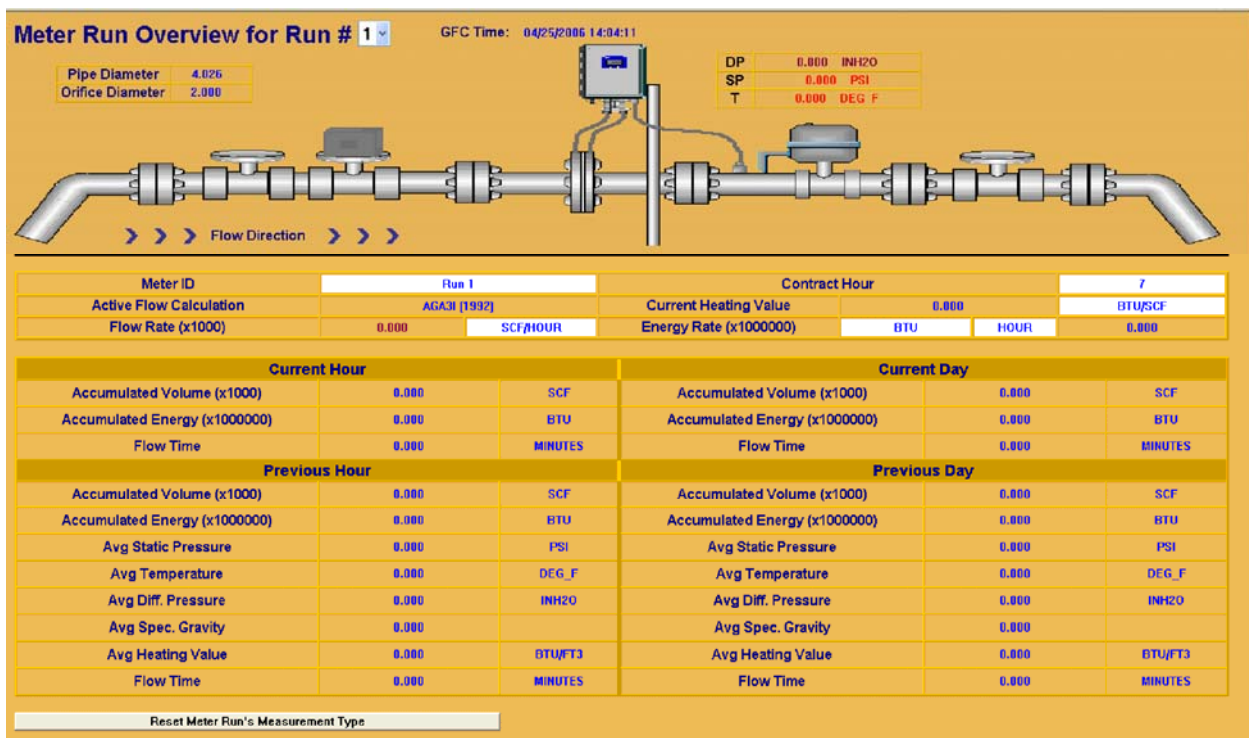 Meter Run Overview for Run # 1
GFC Time: 04/25/2006 14:04:11
Pipe Diameter 4.026
Orifice Diameter 2.000
DP 0.000 INH2O
SP 0.000 PSI
T 0.000 DEG F
Flow Direction
Meter ID Run 1 Contract Hour 7
Active Flow Calculation AGA3I [1992] Current Heating Value 0.000 BTU/SCF
Flow Rate (x1000) 0.000 SCF/HOUR Energy Rate (x1000000) BTU HOUR 0.000
Current Hour Current Day
Accumulated Volume (x1000) 0.000 SCF Accumulated Volume (x1000) 0.000 SCF
Accumulated Energy (x1000000) 0.000 BTU Accumulated Energy (x1000000) 0.000 BTU
Flow Time 0.000 MINUTES Flow Time 0.000 MINUTES
Previous Hour Previous Day
Accumulated Volume (x1000) 0.000 SCF Accumulated Volume (x1000) 0.000 SCF
Accumulated Energy (x1000000) 0.000 BTU Accumulated Energy (x1000000) 0.000 BTU
Avg Static Pressure 0.000 PSI Avg Static Pressure 0.000 PSI
Avg Temperature 0.000 DEG_F Avg Temperature 0.000 DEG_F
Avg Diff. Pressure 0.000 INH2O Avg Diff. Pressure 0.000 INH2O
Avg Spec. Gravity 0.000 Avg Spec. Gravity 0.000
Avg Heating Value 0.000 BTU/FT3 Avg Heating Value 0.000 BTU/FT3
Flow Time 0.000 MINUTES Flow Time 0.000 MINUTES
Reset Meter Run's Measurement Type